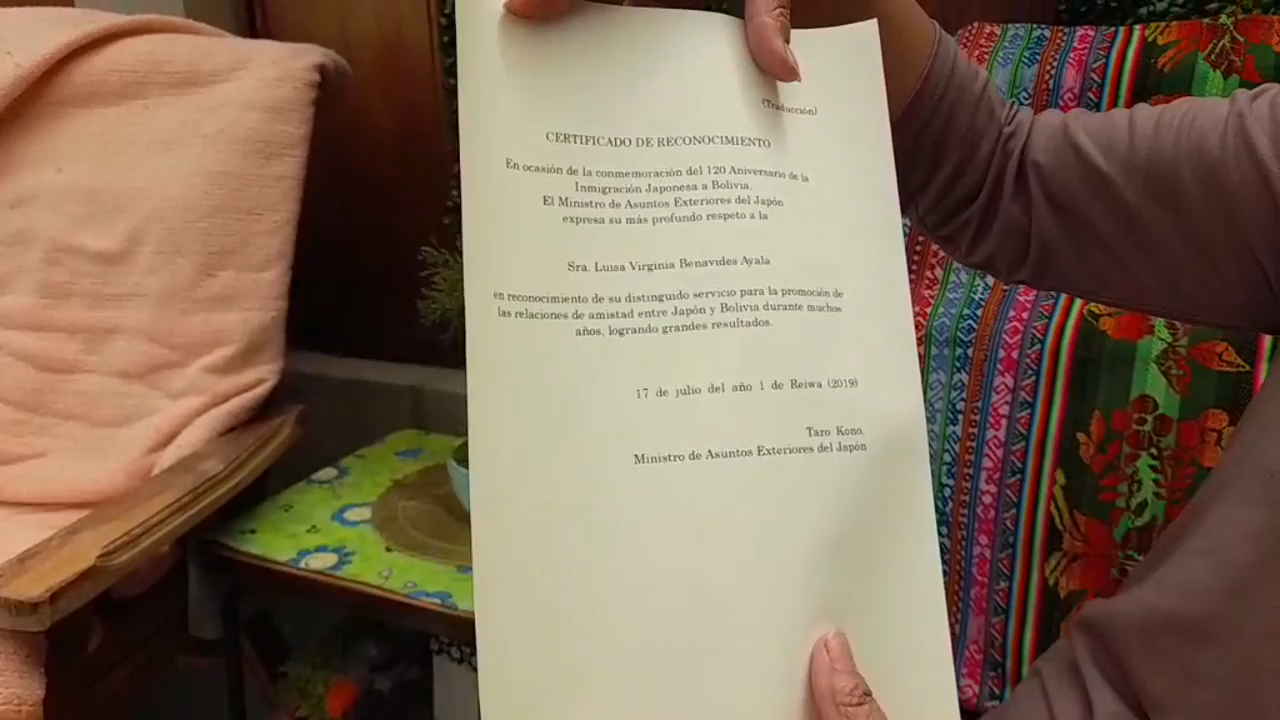 (Traducción)
CERTIFICADO DE RECONOCIMIENTO
En ocasión de la conmemoración del 120 Aniversario de la
Inmigración Japonesa a Bolivia,
El Ministro de Asuntos Exteriores del Japón
expresa su más profundo respeto a la
Sra. Luisa Virginia Benavides Ayala
en reconocimiento de su distinguido servicio para la promoción de
las relaciones de amistad entre Japón y Bolivia durante muchos
años, logrando grandes resultados.
17 de julio del año 1 de Reiwa (2019)
Taro Kono,
Ministro de Asuntos Exteriores del Japón